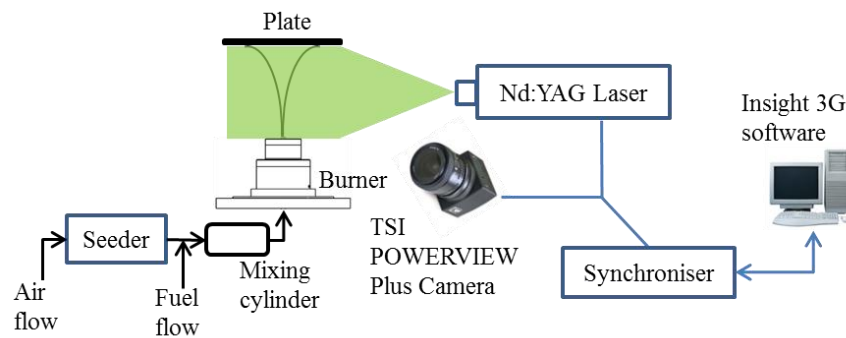 Plate
Nd:YAG Laser
Insight 3G
software
Burner
Seeder
TSI
POWERVIEW
Plus Camera
Synchroniser
Mixing
cylinder
Air
flow
Fuel
flow